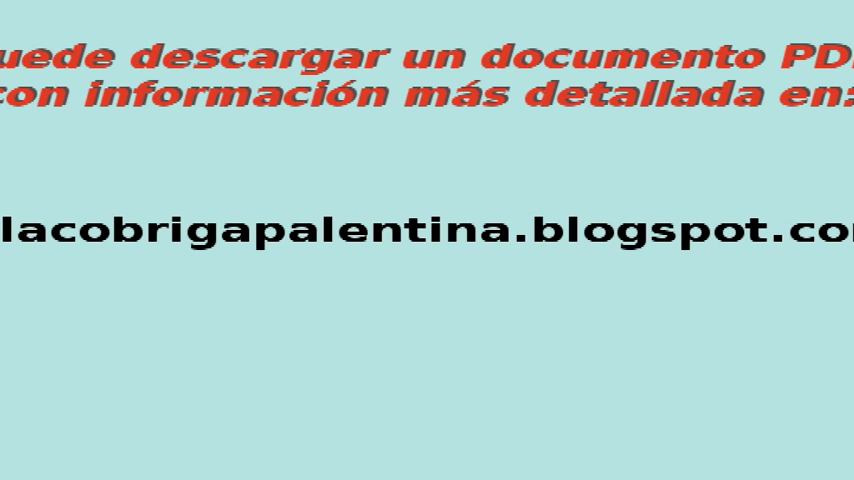 uede descargar un documento PD
con información más detallada en:
lacobrigapalentina.blogspot.co